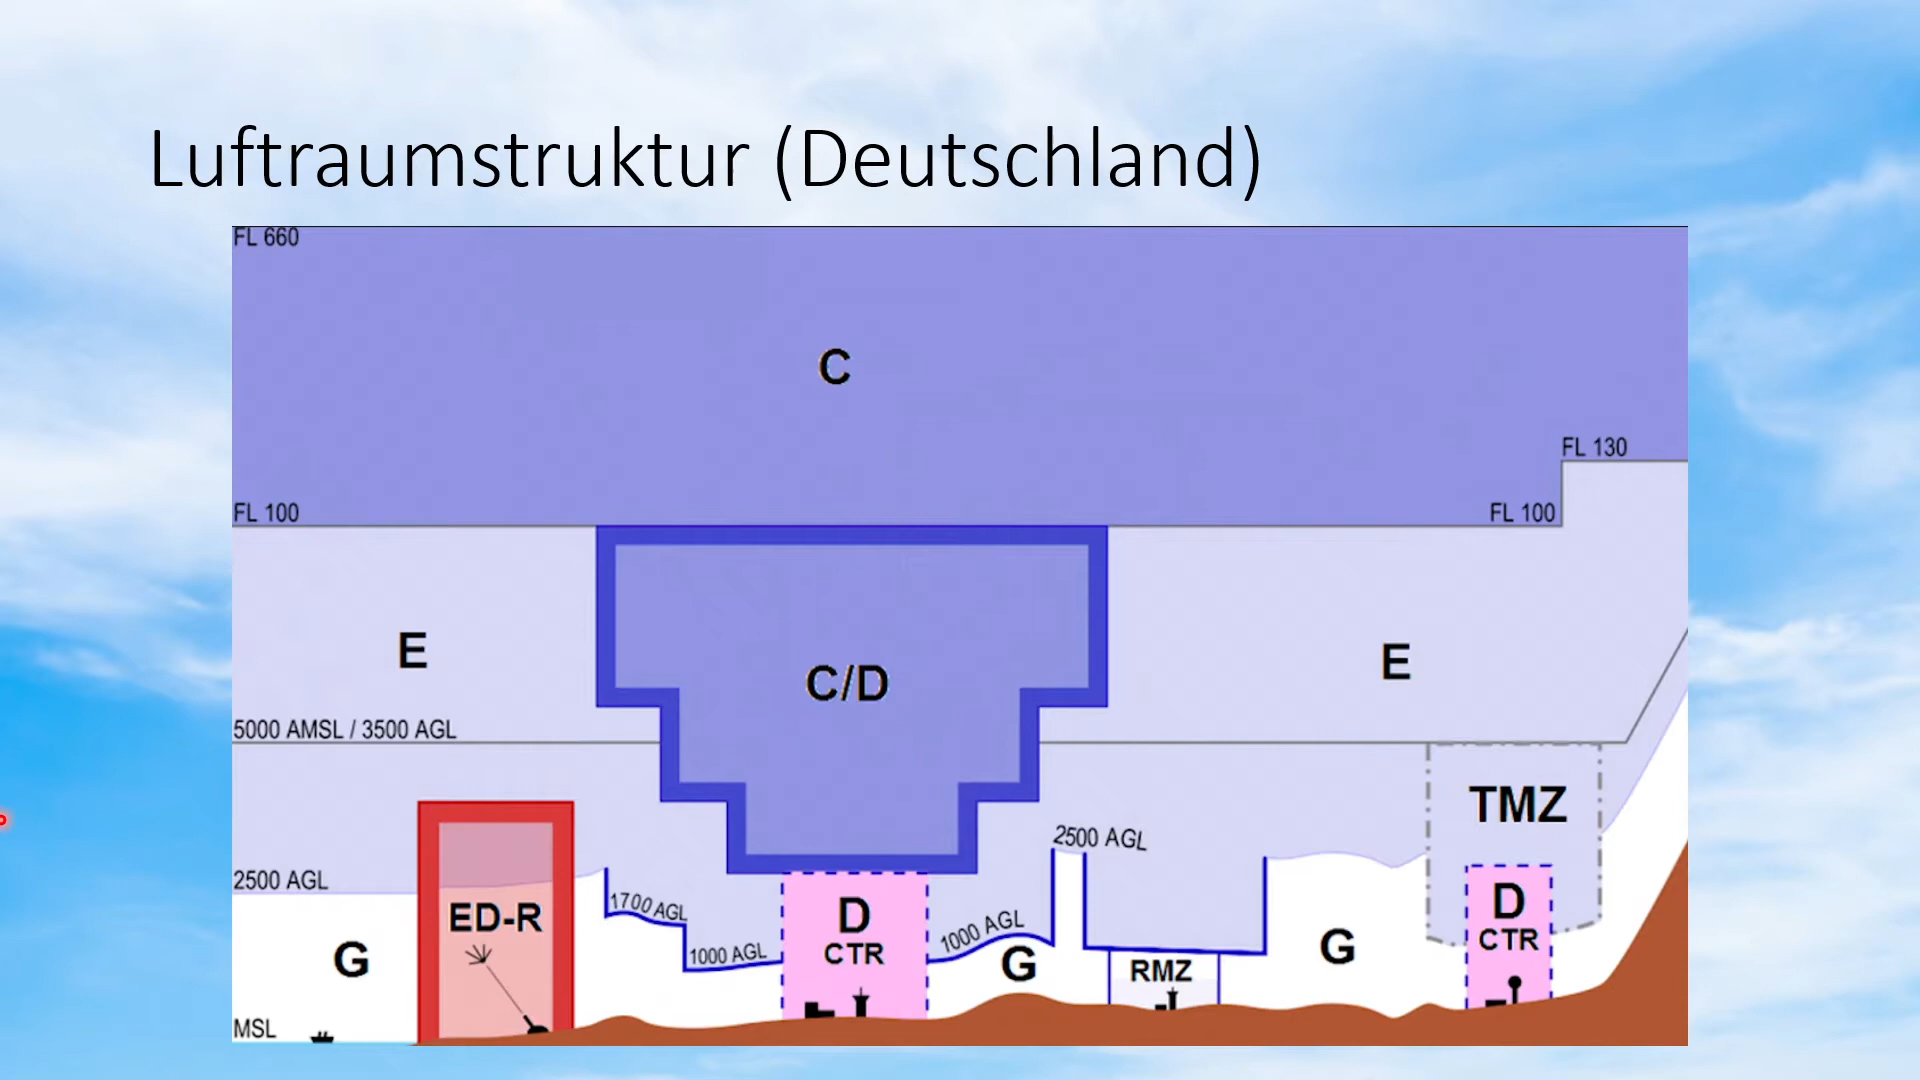 Luftraumstruktur (Deutschland)
FL 660
C
FL 130
FL 100
FL 100
E
C/D
E
5000 AMSL / 3500 AGL
TMZ
2500 AGL
2500 AGL
ED-R
1700 AGL
D
CTR
D
CTR
1000 AGL
1000 AGL
G
G
RMZ
G
MSL